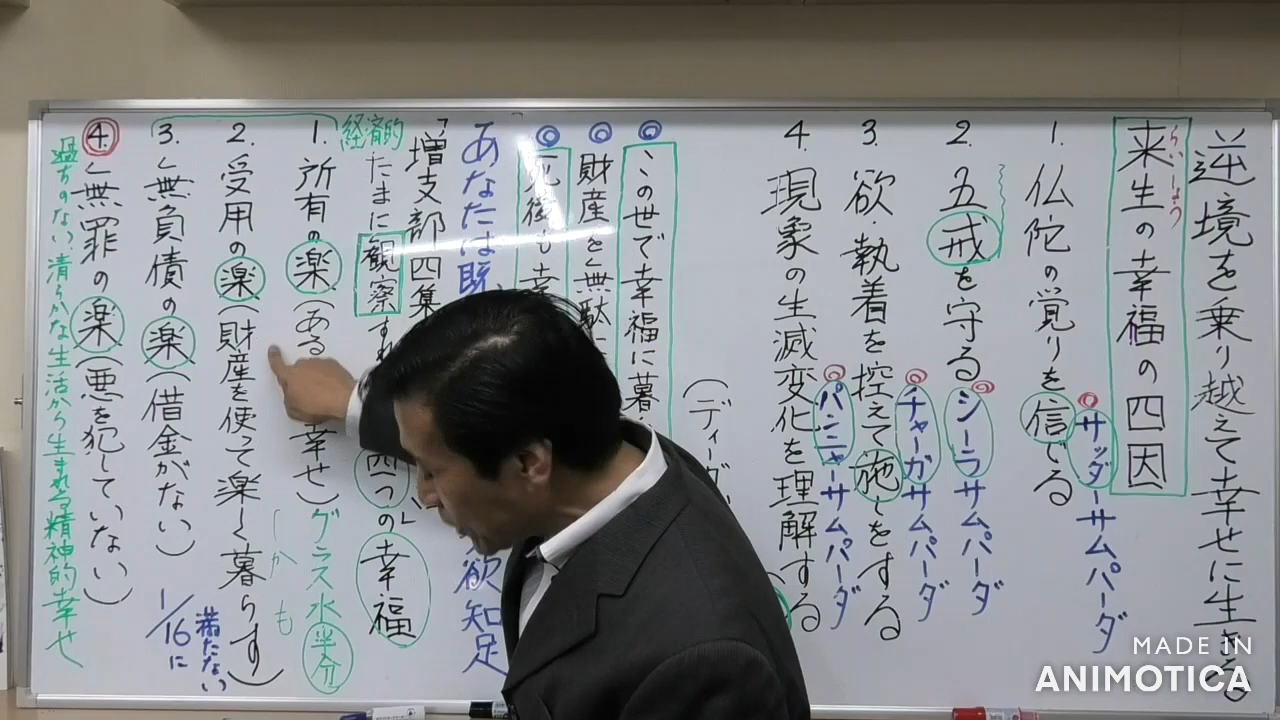 逆境を乗り越えて幸せに生きる
らいしょう
来生の幸福の四因
1. 仏陀の覚りを信じる
サッダーサムパーダ
2. 五戒を守る
シーラサムパーダ
3. 欲・執着を控えて施しをする
チャーガサムパーダ
4. 現象の生滅変化を理解する
パンニャーサムパーダ
(ディーガ
◎この世で幸福に暮
◎財産を無駄に
◎死後も幸
あなたは既
欲知足
「増支部四集
」
経済的
たまに観察すれ
四つの幸福
1. 所有の楽(ある
幸せ)グラス水半分
しかも
2. 受用の楽(財産を使って楽しく暮らす)
3. 無負債の楽(借金がない)
1/16に
満たない
4. 無罪の楽(悪を犯していない)
過ちのない、清らかな生活から生まれる精神的幸せ
MADE IN
ANIMOTICA